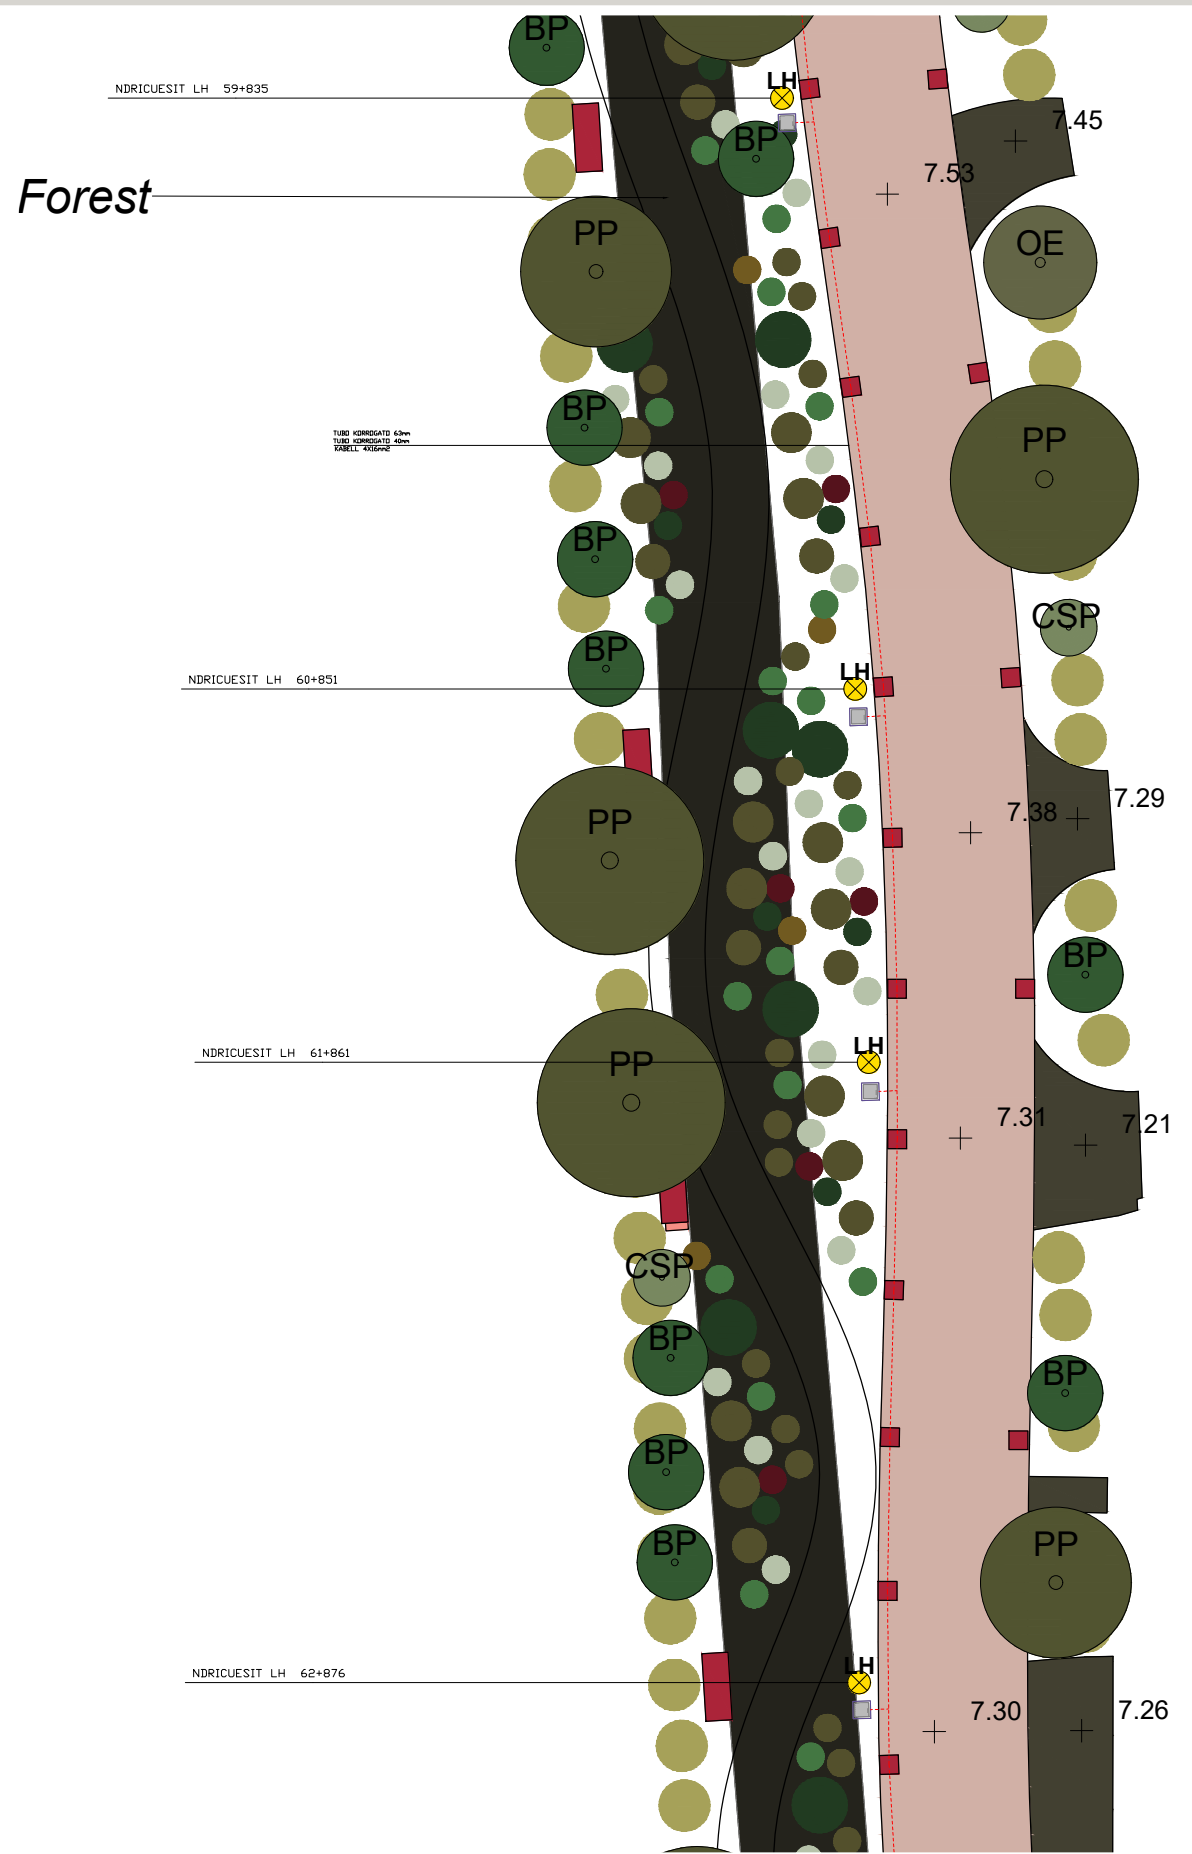 BP
LH
NDRICUESIT LH 59+835
7.45
BP
7.53
Forest
PP
OE
BP
TUBO KORROGATO 63mm
TUBO KORROGATO 40mm
KABELL 4X16mm2
PP
BP
CSP
BP
LH
NDRICUESIT LH 60+851
7.29
7.38
PP
BP
LH
NDRICUESIT LH 61+861
PP
7.31
7.21
CSP
BP
BP
BP
BP
PP
LH
NDRICUESIT LH 62+876
7.30
7.26